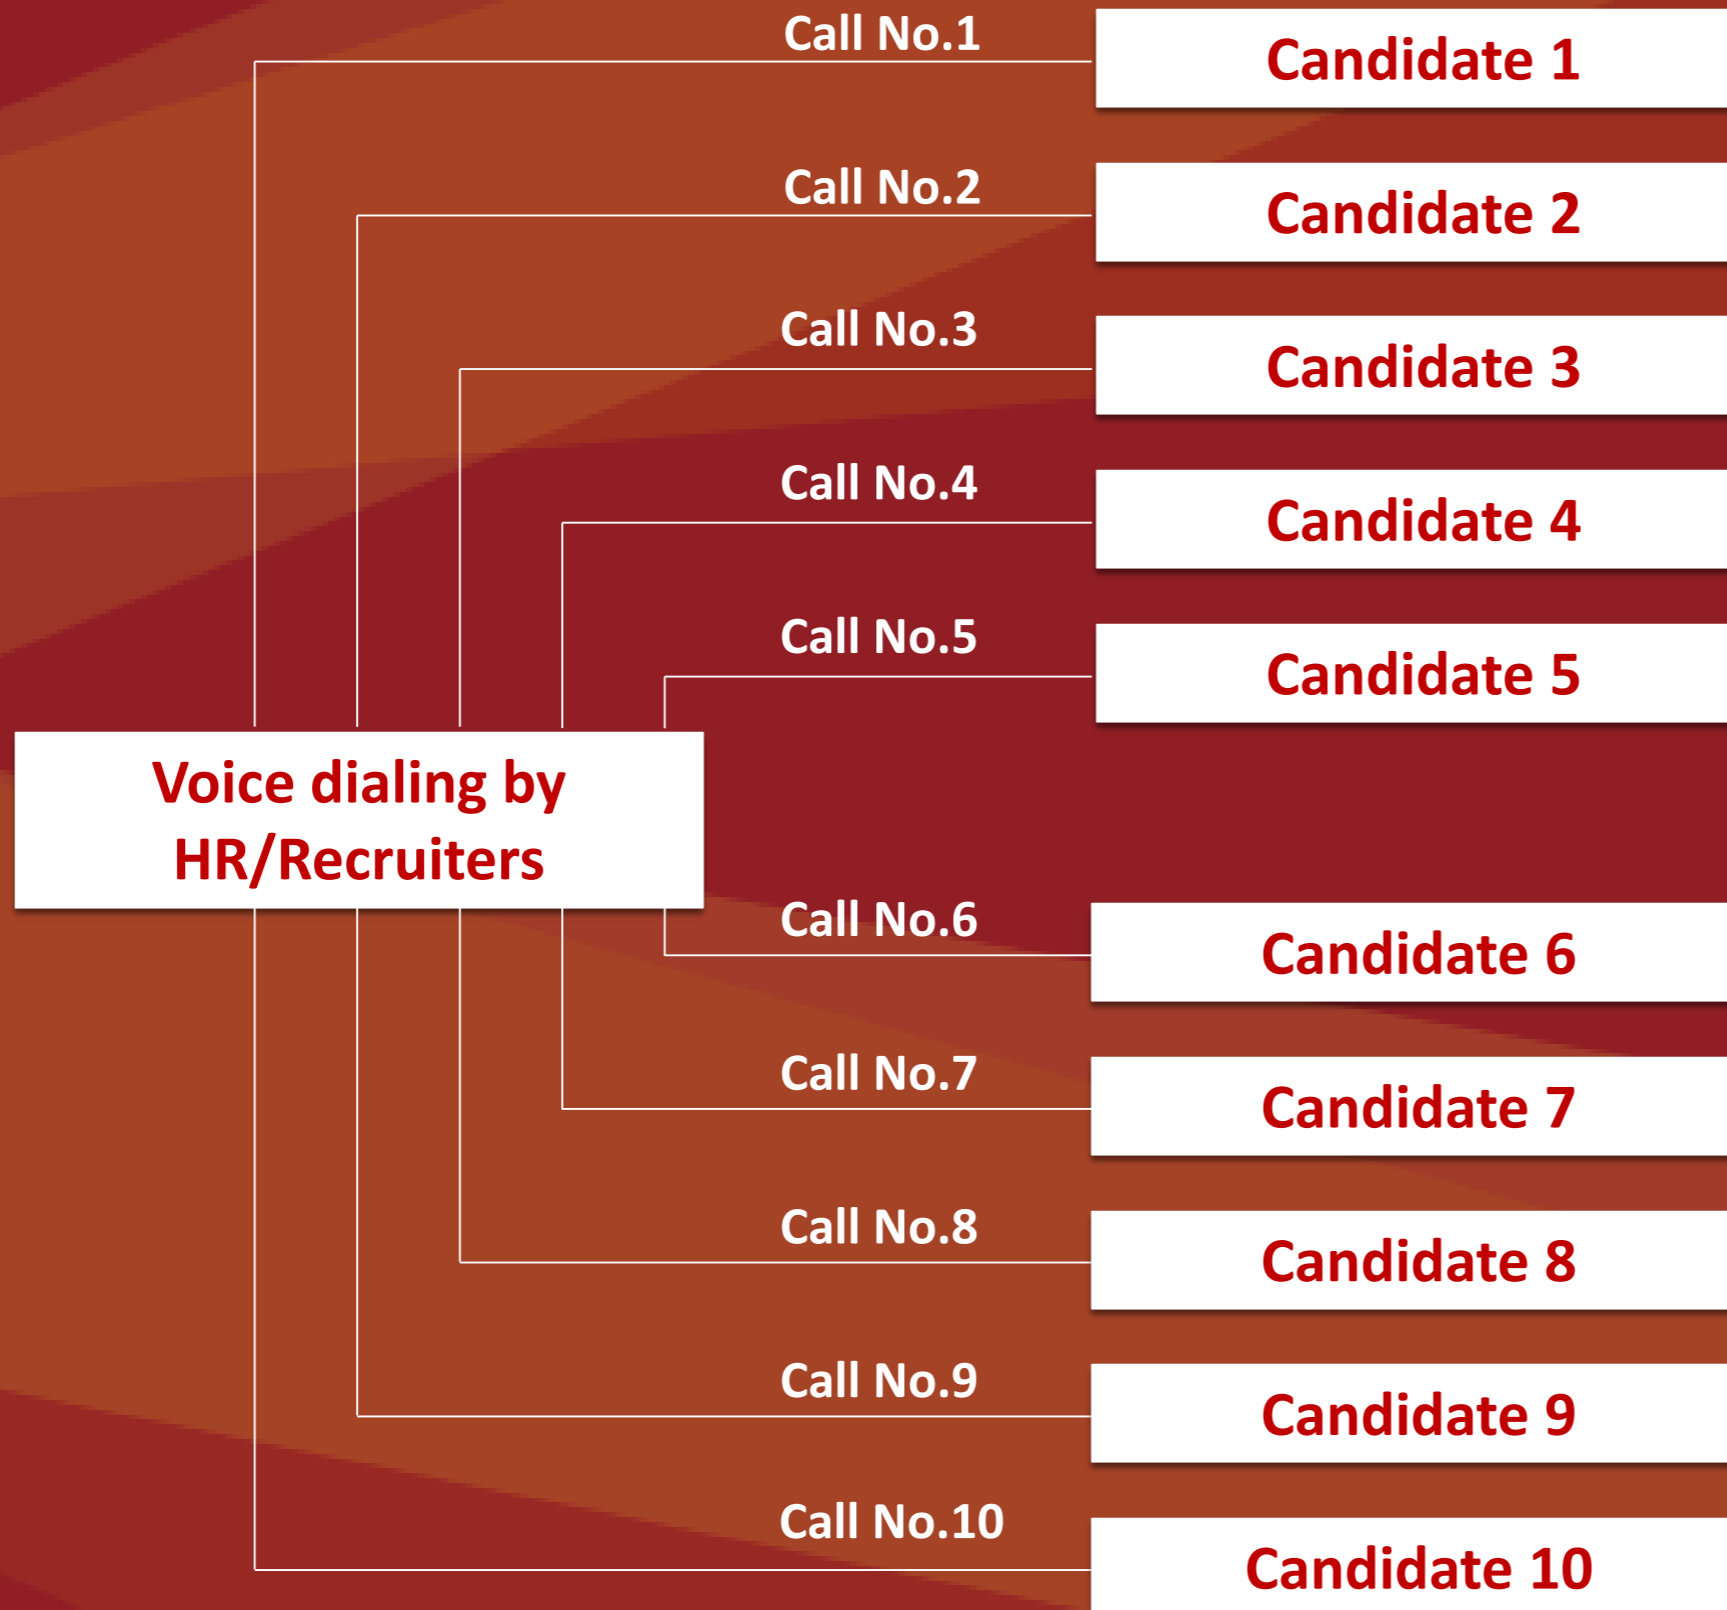 Call No.1
Candidate 1
Call No.2
Candidate 2
Call No.3
Candidate 3
Call No.4
Candidate 4
Call No.5
Candidate 5
Voice dialing by
HR/Recruiters
Call No.6
Candidate 6
Call No.7
Candidate 7
Call No.8
Candidate 8
Call No.9
Candidate 9
Call No.10
Candidate 10